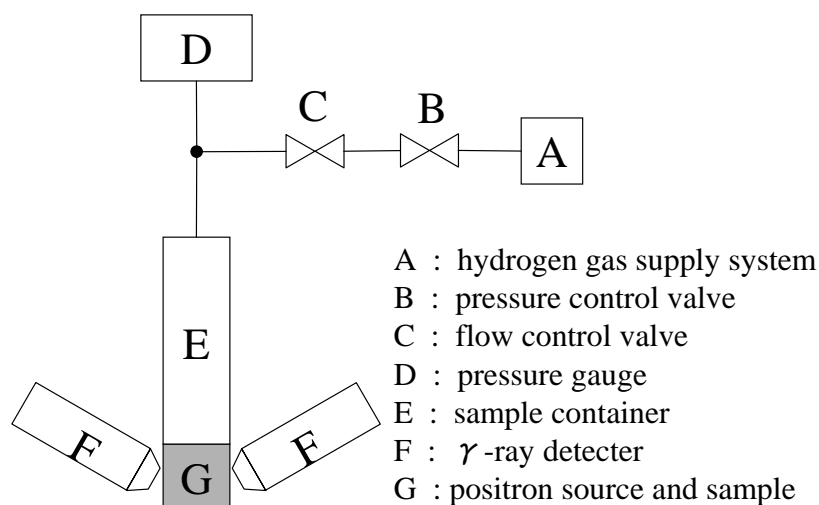 D
C
B
A
E
F
F
G
A : hydrogen gas supply system
B : pressure control valve
C : flow control valve
D : pressure gauge
E : sample container
F : γ-ray detecter
G : positron source and sample